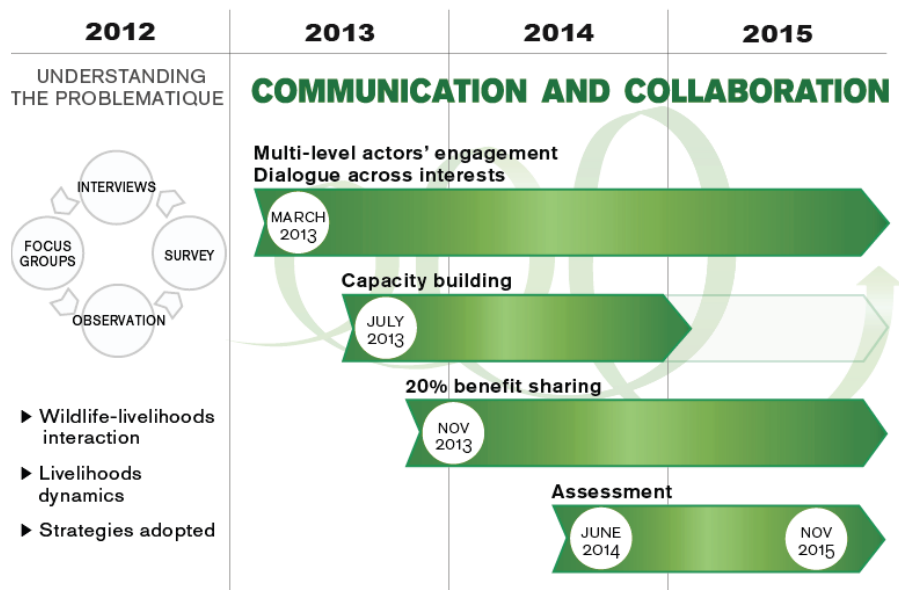 2012
2013
2014
2015
UNDERSTANDING
THE PROBLEMATIQUE
COMMUNICATION AND COLLABORATION
INTERVIEWS
FOCUS
GROUPS
SURVEY
OBSERVATION
▶ Wildlife-livelihoods
interaction
▶ Livelihoods
dynamics
▶ Strategies adopted
Multi-level actors’ engagement
Dialogue across interests
MARCH
2013
Capacity building
JULY
2013
20% benefit sharing
NOV
2013
Assessment
JUNE
2014
NOV
2015